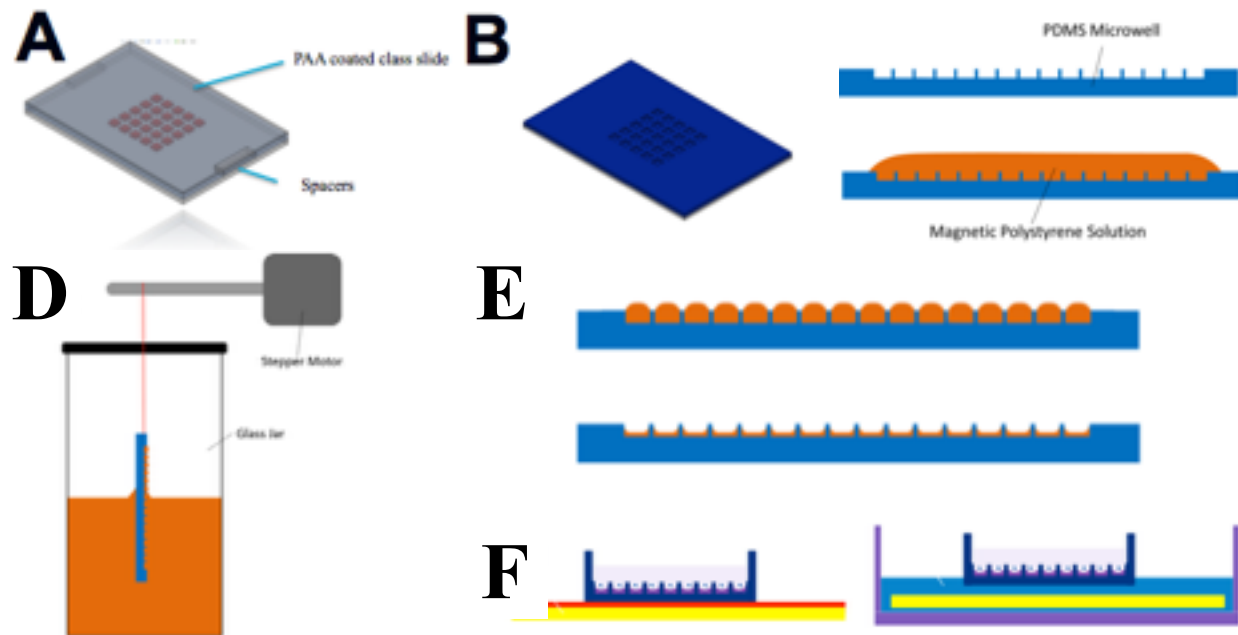 A
PAA coated class slide
Spacers
B
PDMS Microwell
Magnetic Polystyrene Solution
D
Stepper Motor
Glass Jar
E
F